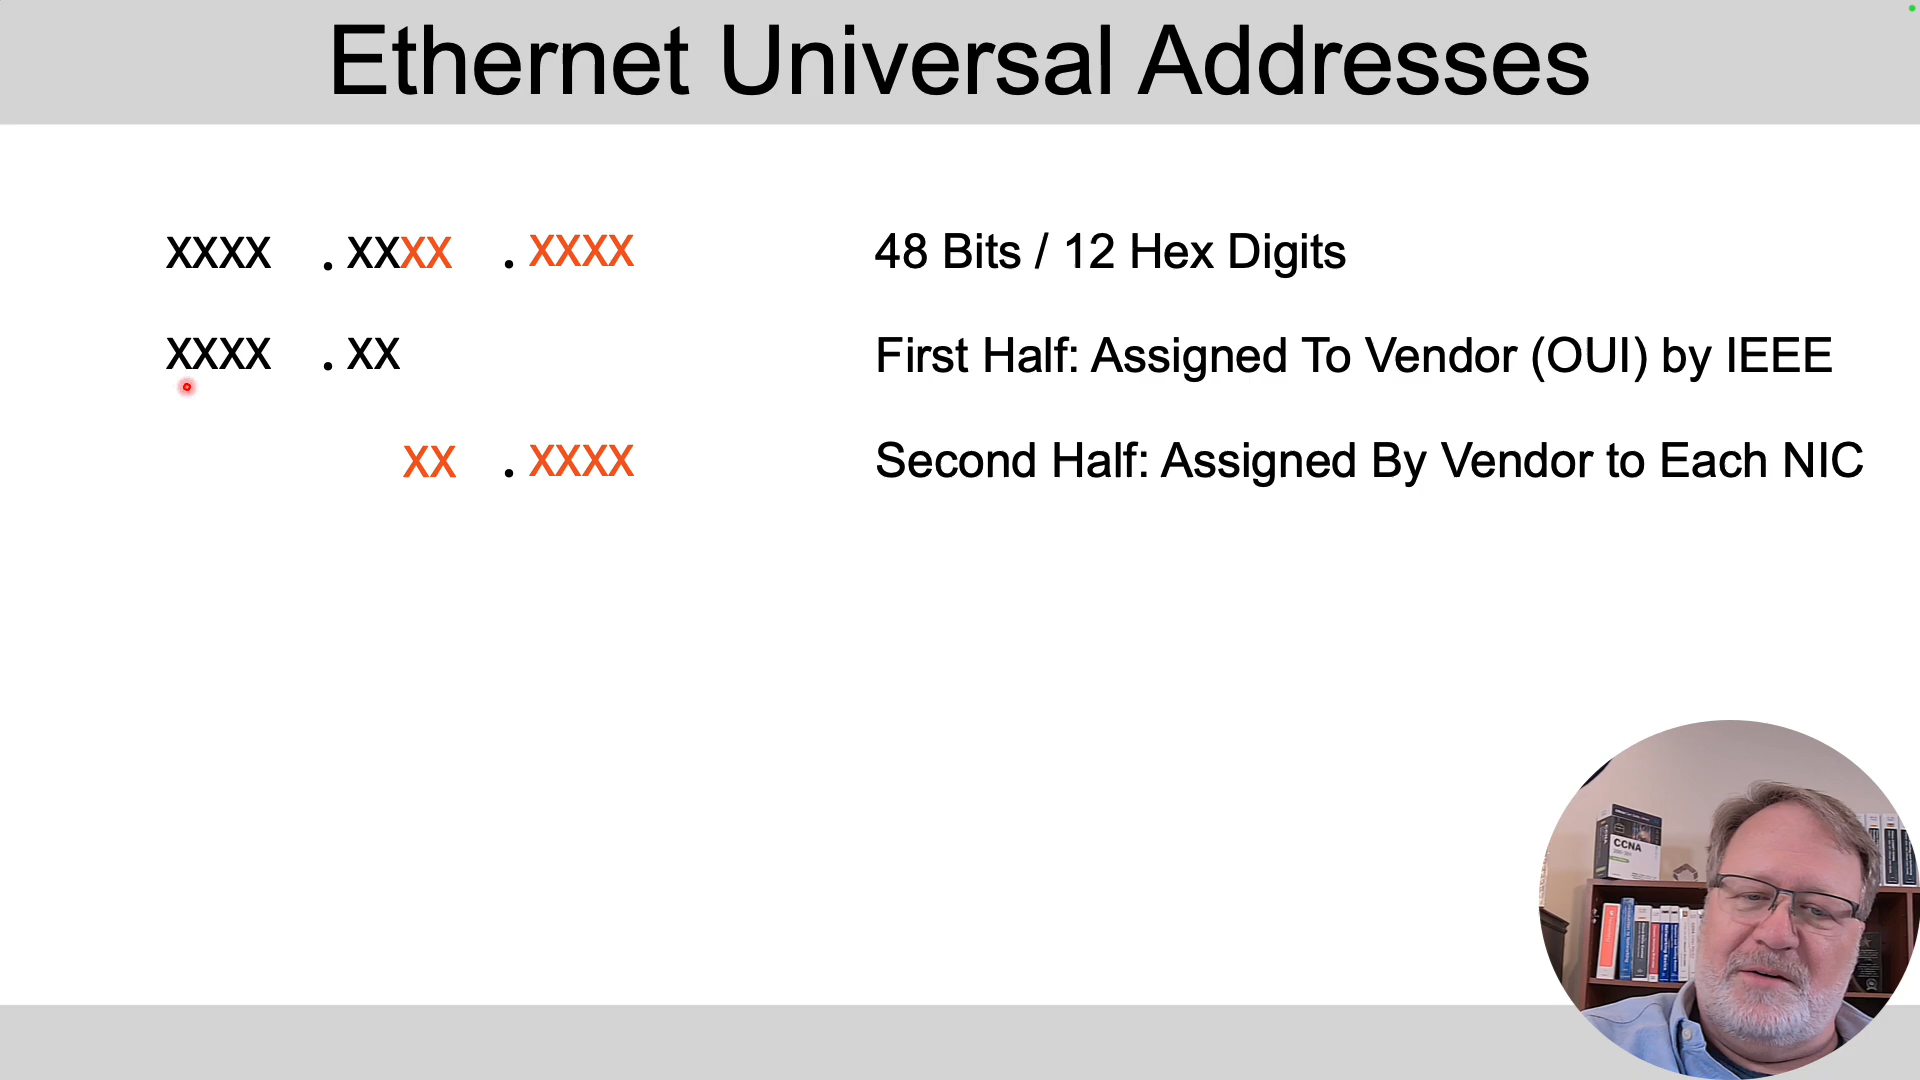 Ethernet Universal Addresses
XXXX . XXXX . XXXX 48 Bits / 12 Hex Digits
XXXX . XX First Half: Assigned To Vendor (OUI) by IEEE
XX . XXXX Second Half: Assigned By Vendor to Each NIC
CCNA